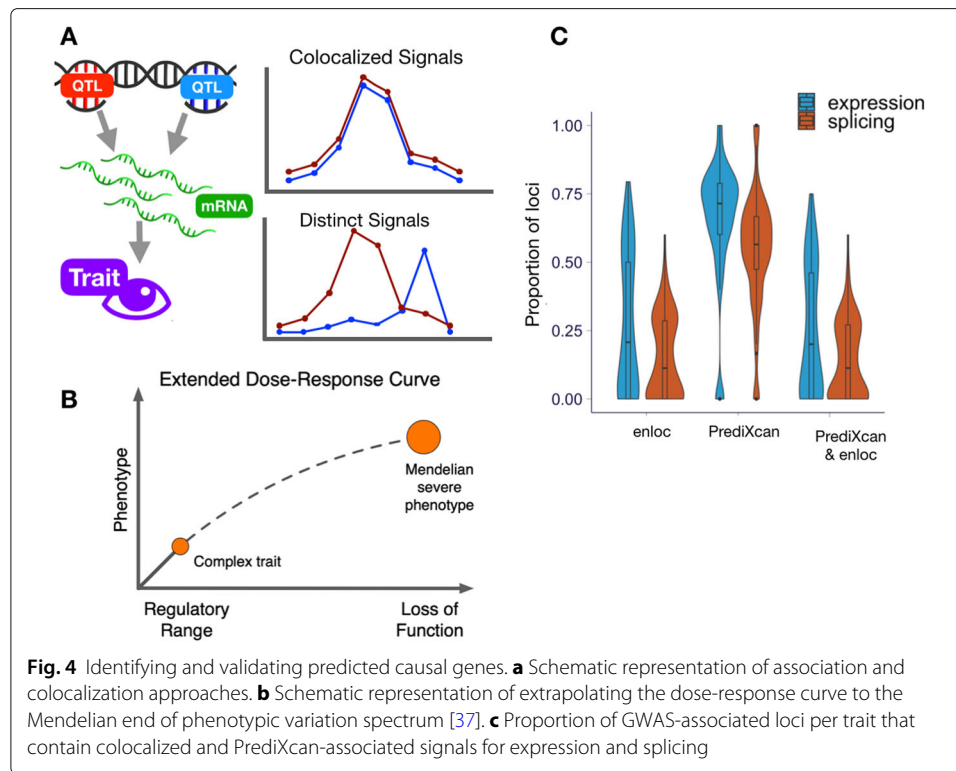 A
QTL
QTL
mRNA
Trait
Colocalized Signals
Distinct Signals
B
Extended Dose-Response Curve
Phenotype
Mendelian
severe
phenotype
Complex trait
Regulatory
Range
Loss of
Function
C
expression
splicing
Proportion of loci
1.00
0.75
0.50
0.25
0.00
enloc
PrediXcan
PrediXcan
& enloc
Fig. 4 Identifying and validating predicted causal genes. a Schematic representation of association and
colocalization approaches. b Schematic representation of extrapolating the dose-response curve to the
Mendelian end of phenotypic variation spectrum [37]. c Proportion of GWAS-associated loci per trait that
contain colocalized and PrediXcan-associated signals for expression and splicing